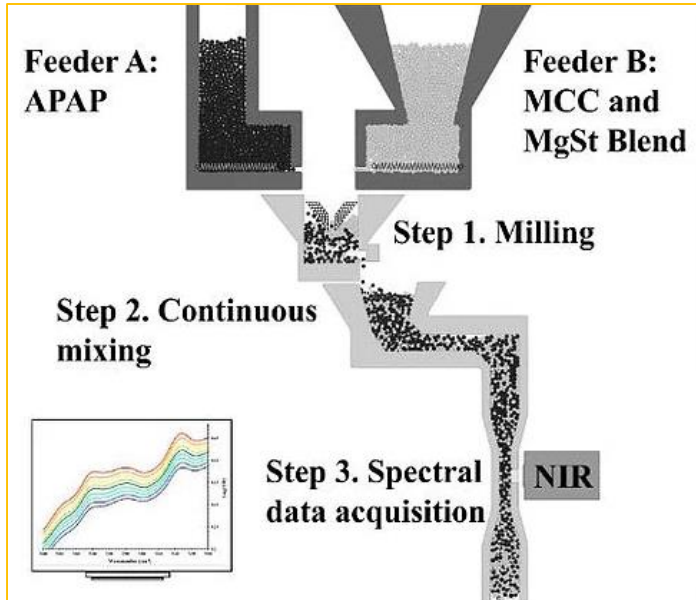 Feeder A:
APAP
Feeder B:
MCC and
MgSt Blend
Step 1. Milling
Step 2. Continuous
mixing
Step 3. Spectral
data acquisition
NIR